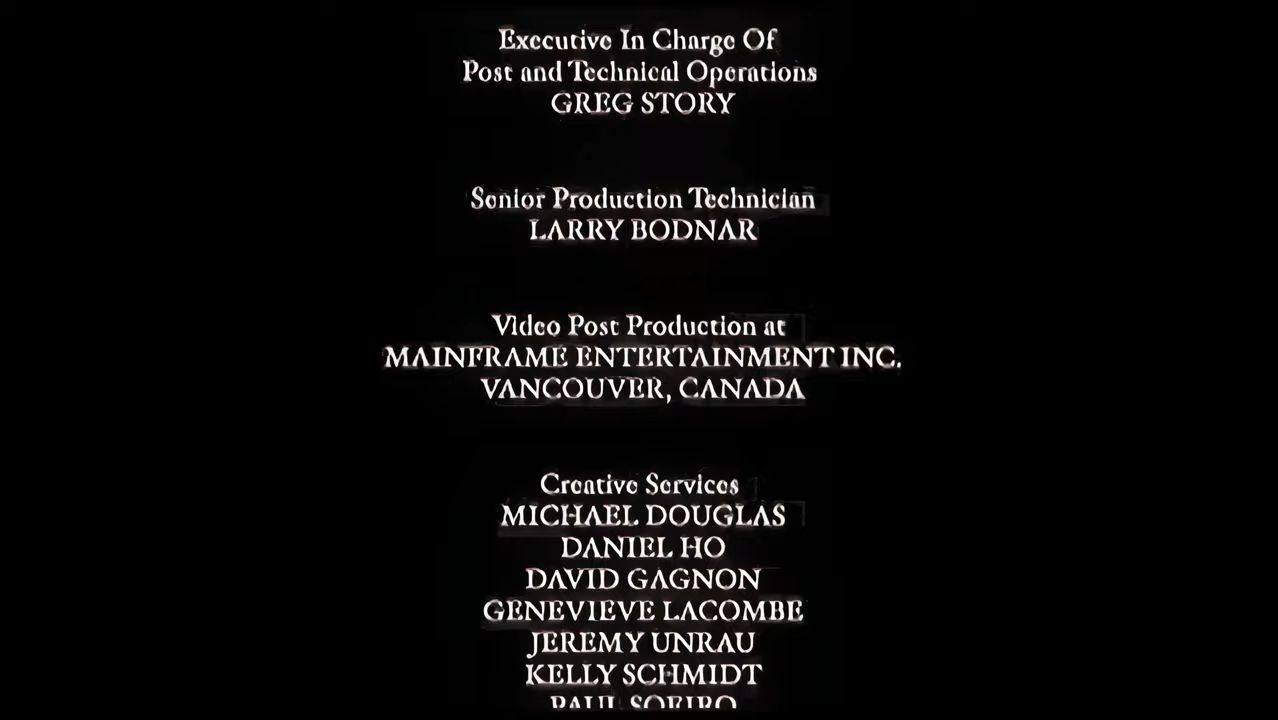 Executive In Charge Of
Post and Technical Operations
GREG STORY
Senior Production Technician
LARRY BODNAR
Video Post Production at
MAINFRAME ENTERTAINMENT INC.
VANCOUVER, CANADA
Creative Services
MICHAEL DOUGLAS
DANIEL HO
DAVID GAGNON
GENEVIEVE LACOMBE
JEREMY UNRAU
KELLY SCHMIDT
PAUL